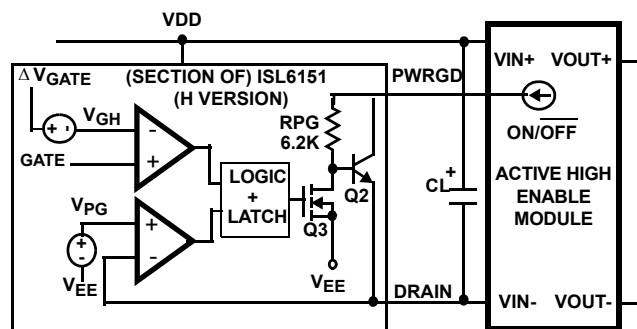 VDD
(SECTION OF) ISL6151
(H VERSION)
Δ VGATE
+ -
VGH
GATE
-
+
VPG
+
-
VEE
+
-
LOGIC
+
LATCH
RPG
6.2K
Q2
Q3
VEE
PWRGD
DRAIN
CL
+
VIN+ VOUT+
ON/OFF
ACTIVE HIGH
ENABLE
MODULE
VIN- VOUT-